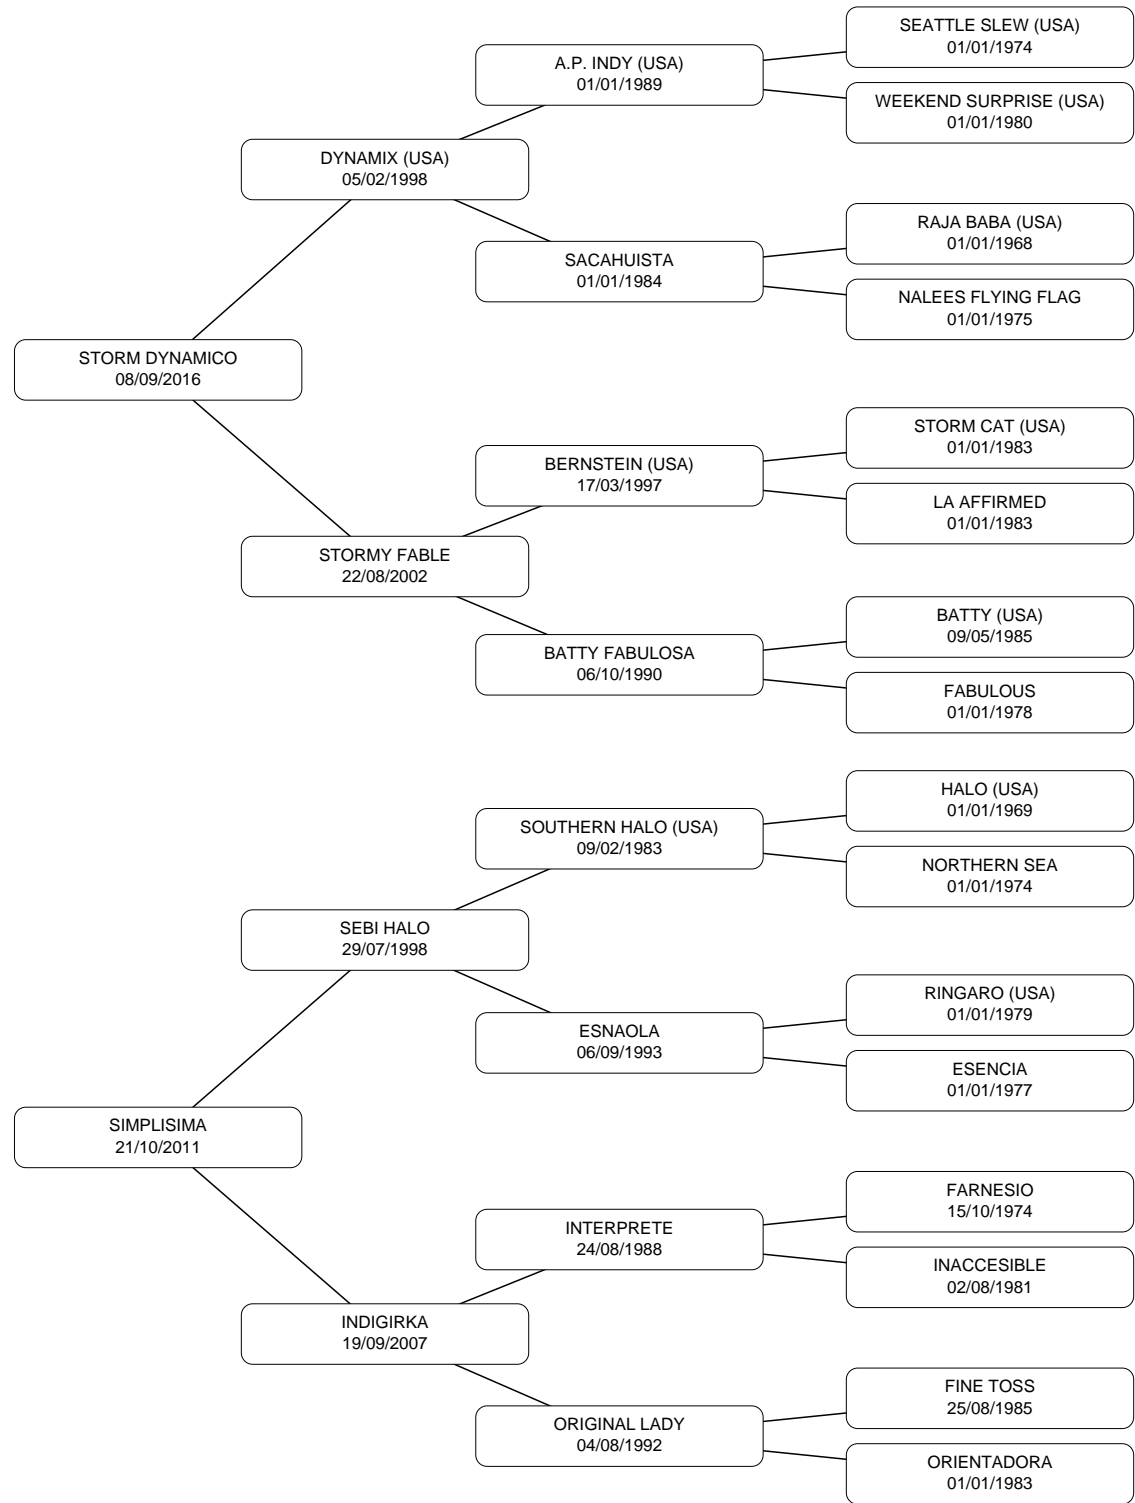 SEATTLE SLEW (USA)
01/01/1974
A.P. INDY (USA)
01/01/1989
WEEKEND SURPRISE (USA)
01/01/1980
DYNAMIX (USA)
05/02/1998
RAJA BABA (USA)
01/01/1968
SACAHUISTA
01/01/1984
NALEES FLYING FLAG
01/01/1975
STORM DYNAMICO
08/09/2016
STORM CAT (USA)
01/01/1983
BERNSTEIN (USA)
17/03/1997
LA AFFIRMED
01/01/1983
STORMY FABLE
22/08/2002
BATTY (USA)
09/05/1985
BATTY FABULOSA
06/10/1990
FABULOUS
01/01/1978
HALO (USA)
01/01/1969
SOUTHERN HALO (USA)
09/02/1983
NORTHERN SEA
01/01/1974
SEBI HALO
29/07/1998
RINGARO (USA)
01/01/1979
ESNAOLA
06/09/1993
ESENCIA
01/01/1977
SIMPLISIMA
21/10/2011
FARNESIO
15/10/1974
INTERPRETE
24/08/1988
INACCESIBLE
02/08/1981
INDIGIRKA
19/09/2007
FINE TOSS
25/08/1985
ORIGINAL LADY
04/08/1992
ORIENTADORA
01/01/1983